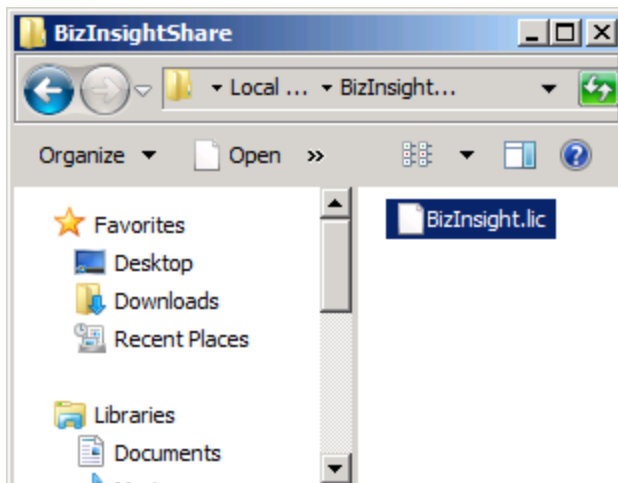 BizInsightShare
Local ... BizInsight...
Organize Open »
Favorites
Desktop
Downloads
Recent Places
Libraries
Documents
BizInsight.lic